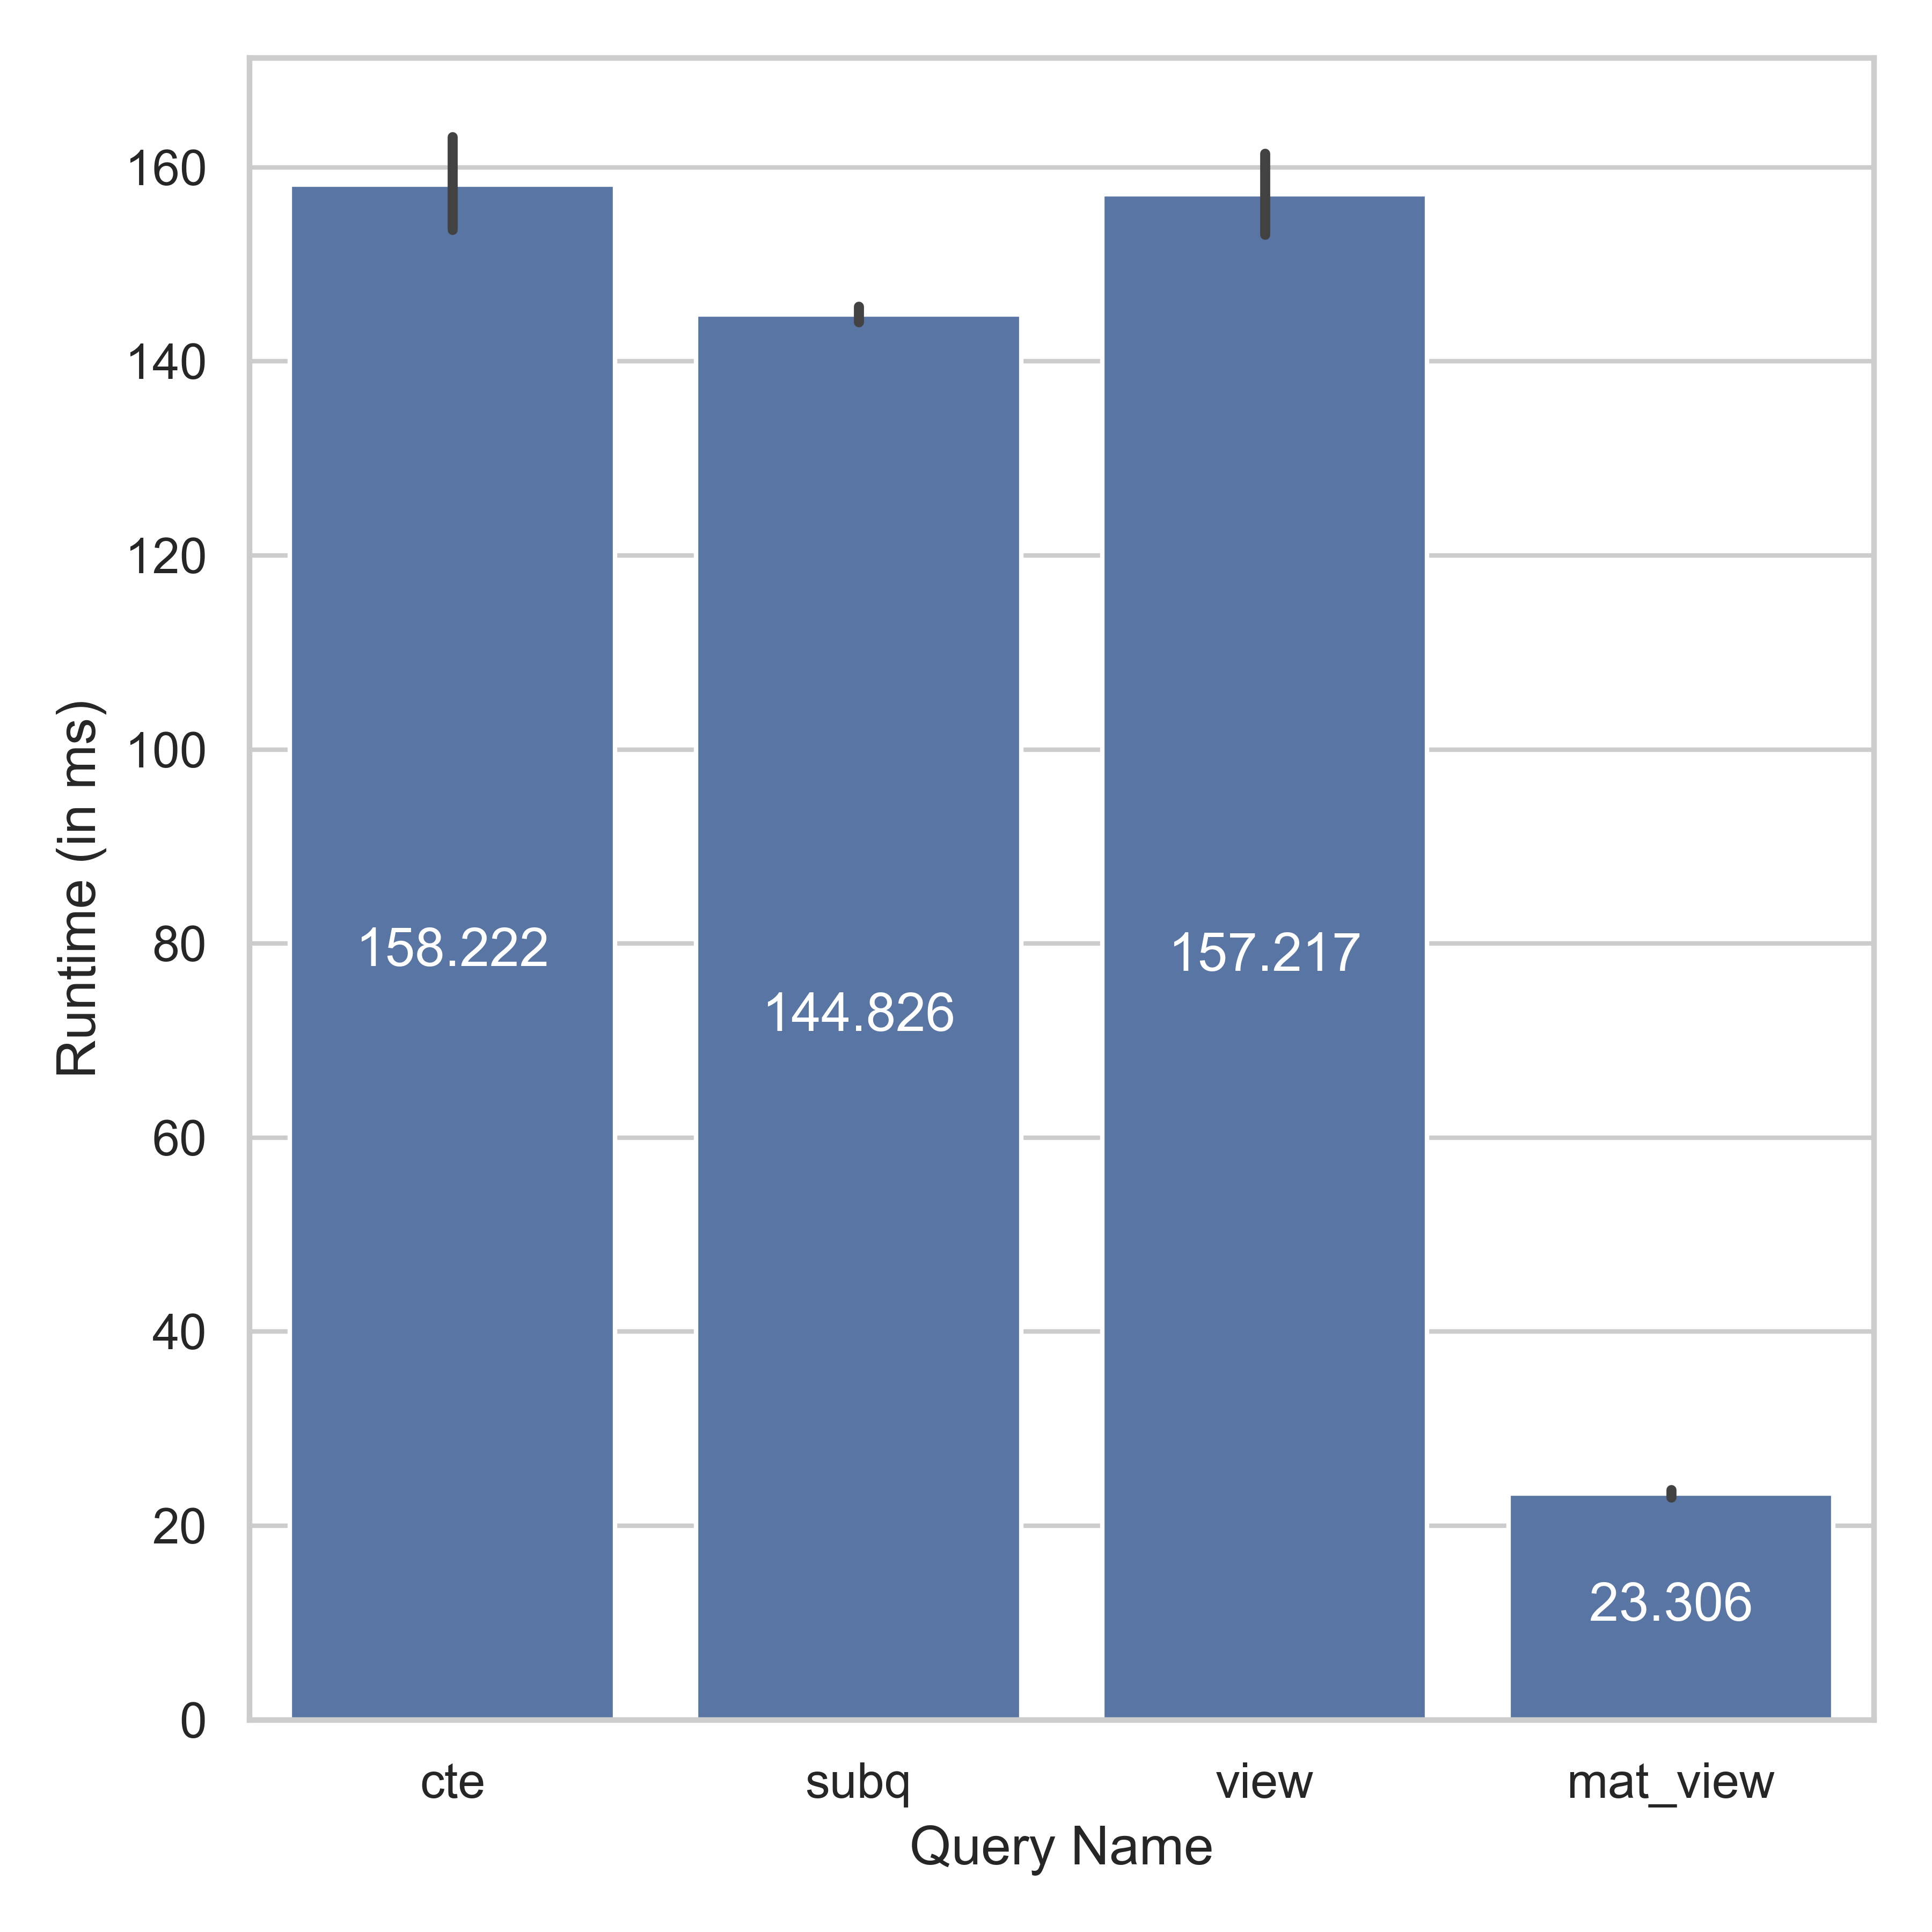 Runtime (in ms)
160
140
120
100
80
60
40
20
0
158.222
144.826
157.217
23.306
cte
subq
view
mat_view
Query Name